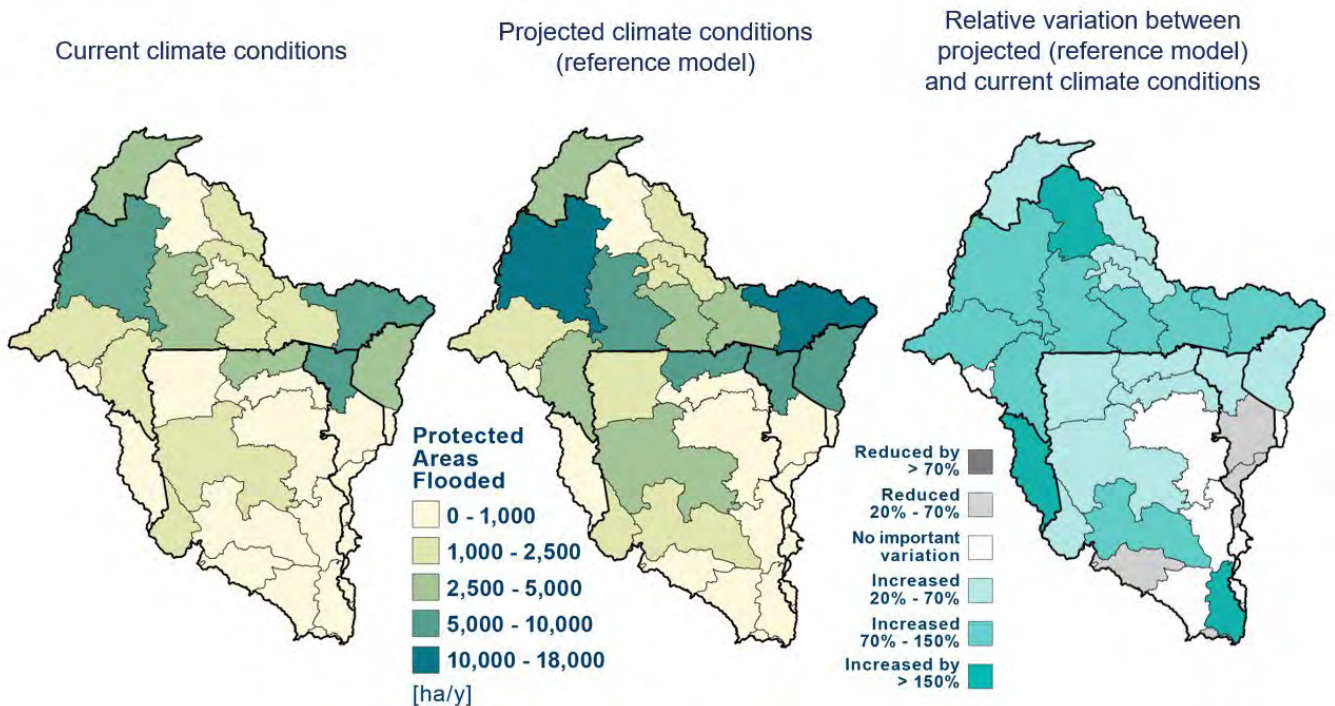 Current climate conditions
Projected climate conditions
(reference model)
Relative variation between
projected (reference model)
and current climate conditions
Protected
Areas
Flooded
0 - 1,000
1,000 - 2,500
2,500 - 5,000
5,000 - 10,000
10,000 - 18,000
[ha/y]
Reduced by
> 70%
Reduced
20% - 70%
No important
variation
Increased
20% - 70%
Increased
70% - 150%
Increased by
> 150%